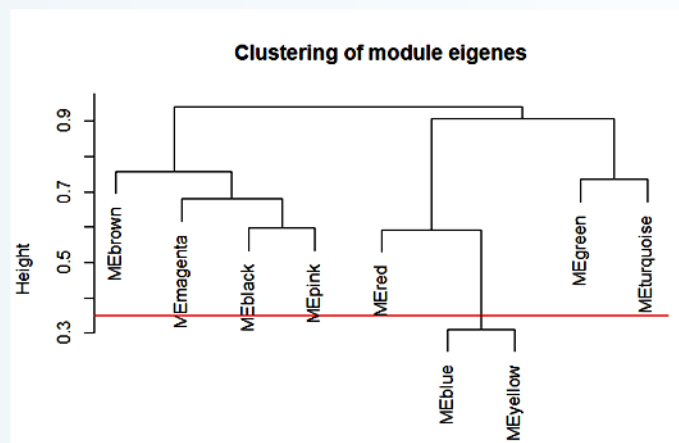 Clustering of module eigenes
Height
0.9
0.7
0.5
0.3
MEbrown
MEmagenta
MEblack
MEpink
MEred
MEblue
MEyellow
MEgreen
MEturquoise